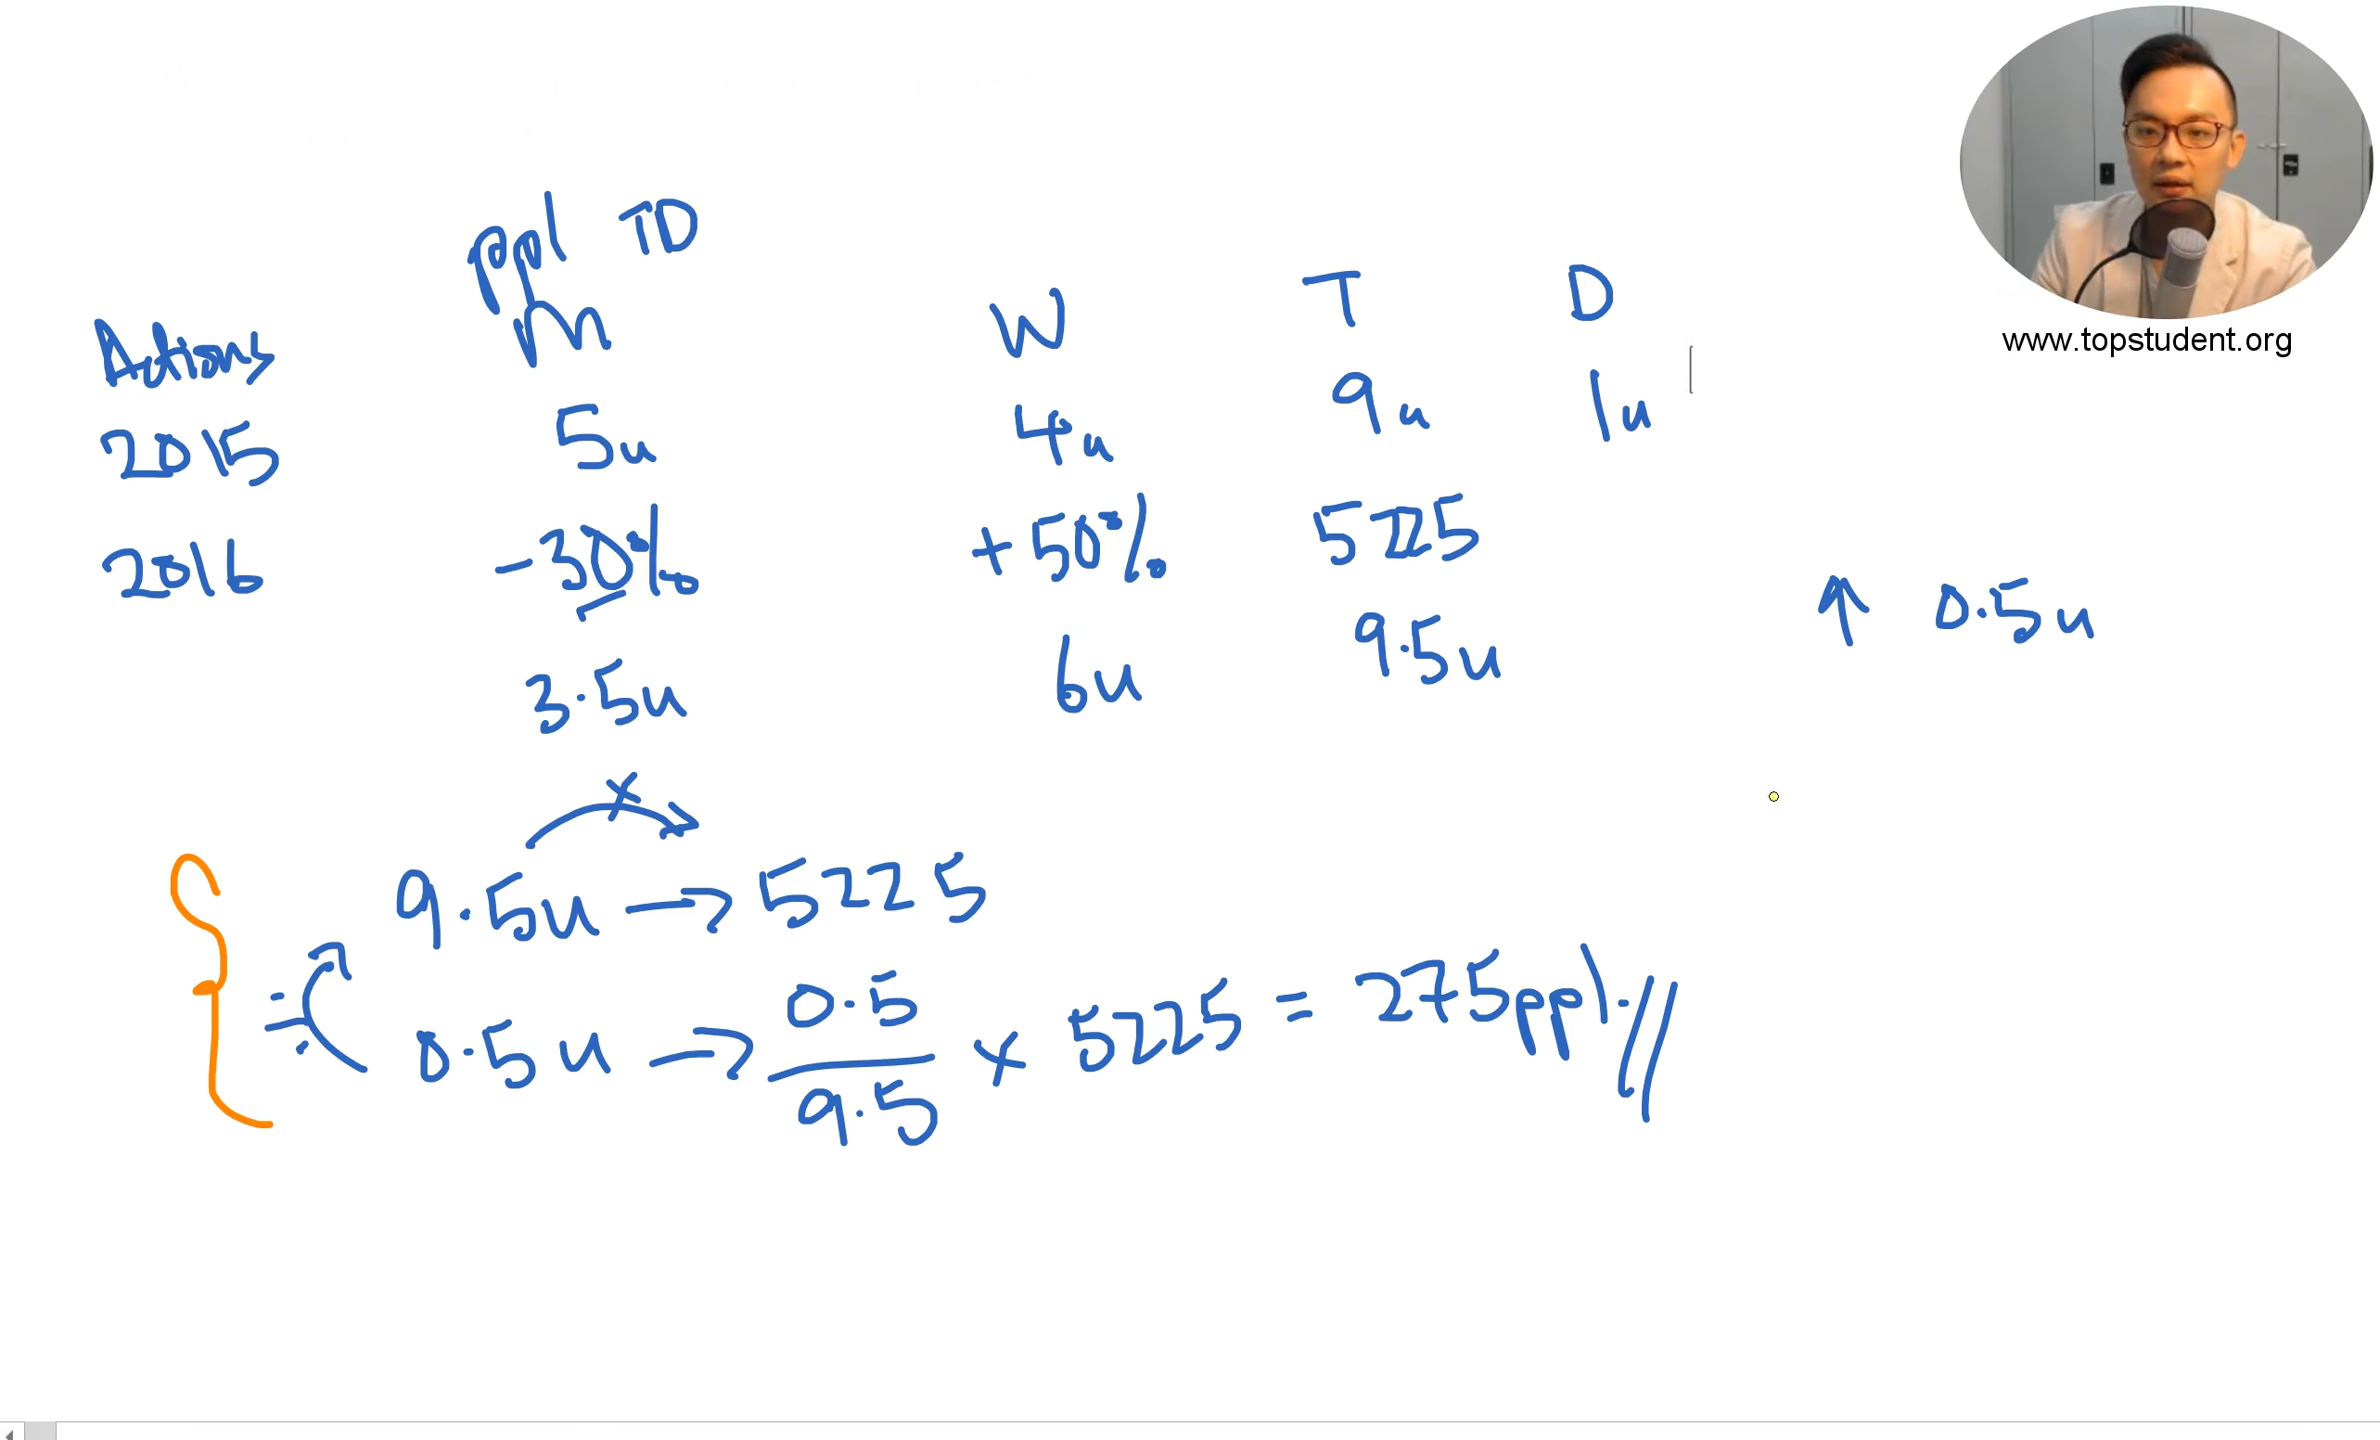 ppl TD
Actions M W T D
2015 5u 4u 9u 1u
2016 -30% +50% 5225
↑ 0.5u
3.5u 6u 9.5u
×
9.5u → 5225
÷ 0.5u → 0.5/9.5 × 5225 = 275ppl.//
www.topstudent.org